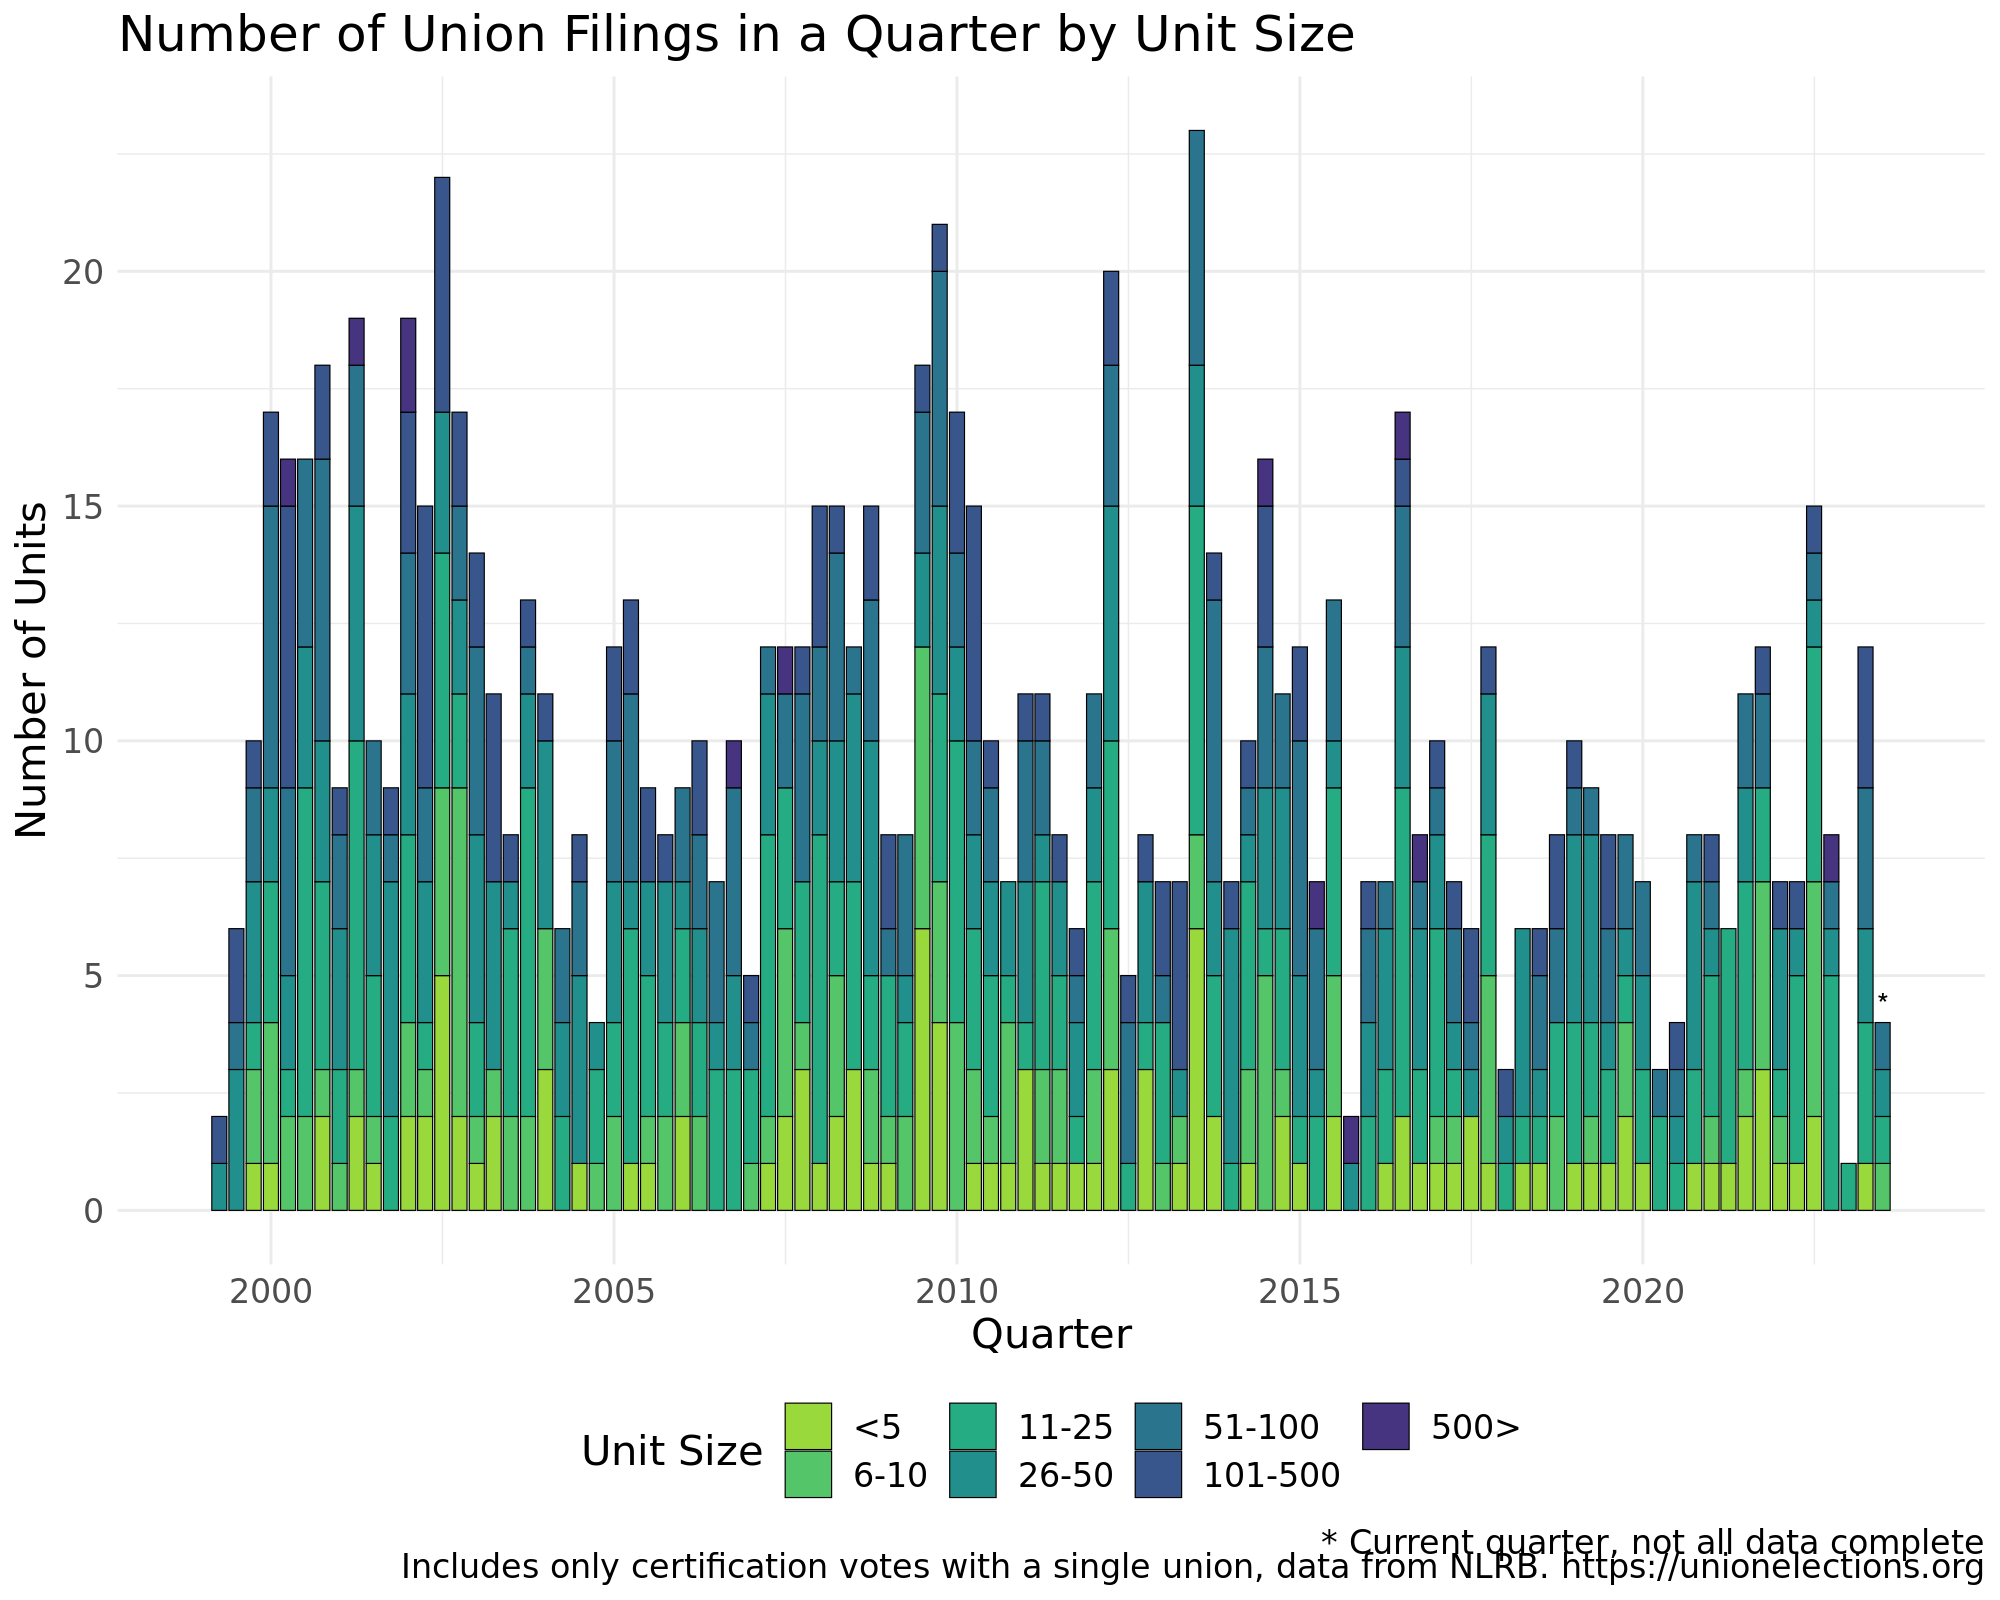 Number of Union Filings in a Quarter by Unit Size
Number of Units
20
15
10
5
0
*
2000 2005 2010 2015 2020
Quarter
Unit Size
<5 11-25 51-100 500>
6-10 26-50 101-500
* Current quarter, not all data complete
Includes only certification votes with a single union, data from NLRB. https://unionelections.org